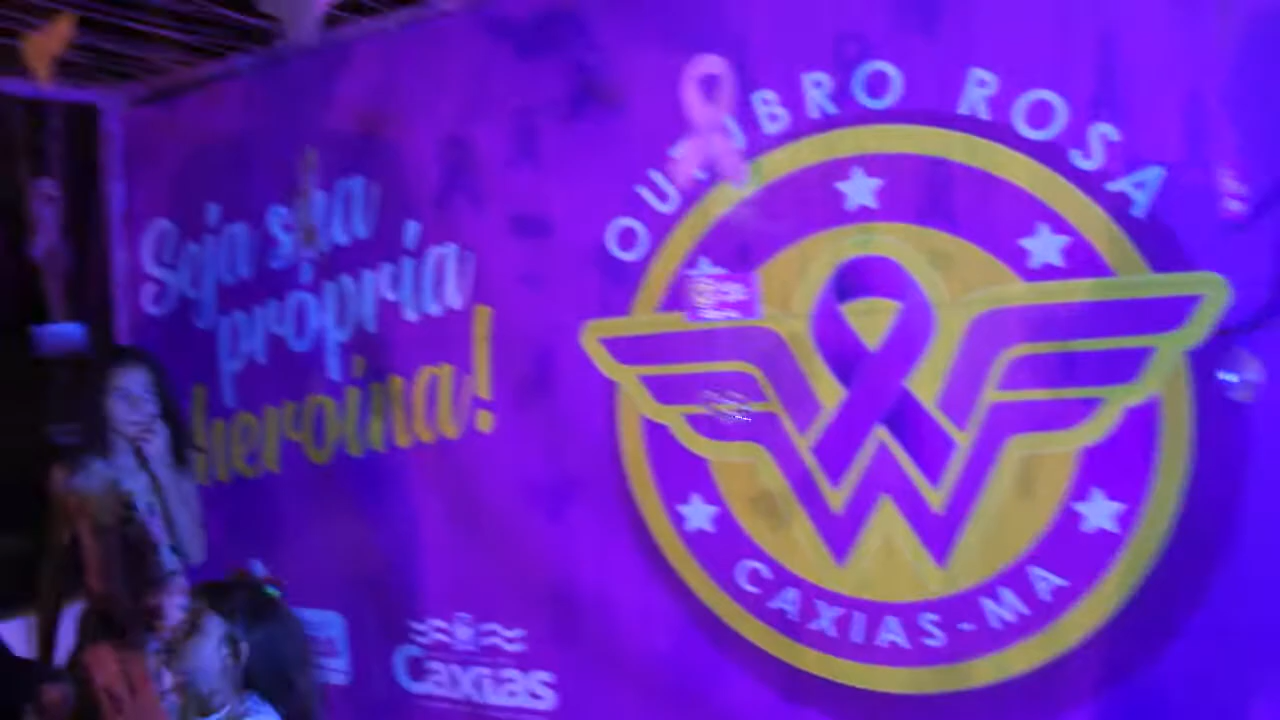 Seja sua
própria
heroína!
OUTUBRO ROSA
CAXIAS-MA
Caxias